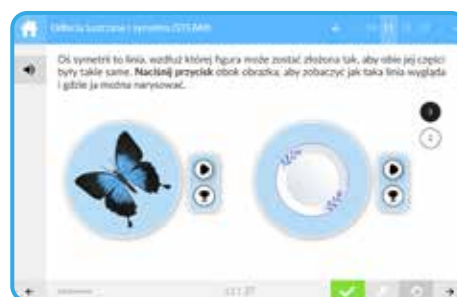 Odbicia lustrzane i symetria (STEAM)
Oś symetrii to linia, wzdłuż której figura może zostać złożona tak, aby obie jej części
były takie same. Naciśnij przycisk obok obrazka, aby zobaczyć jak taka linia wygląda
i gdzie ją można narysować.
1
2